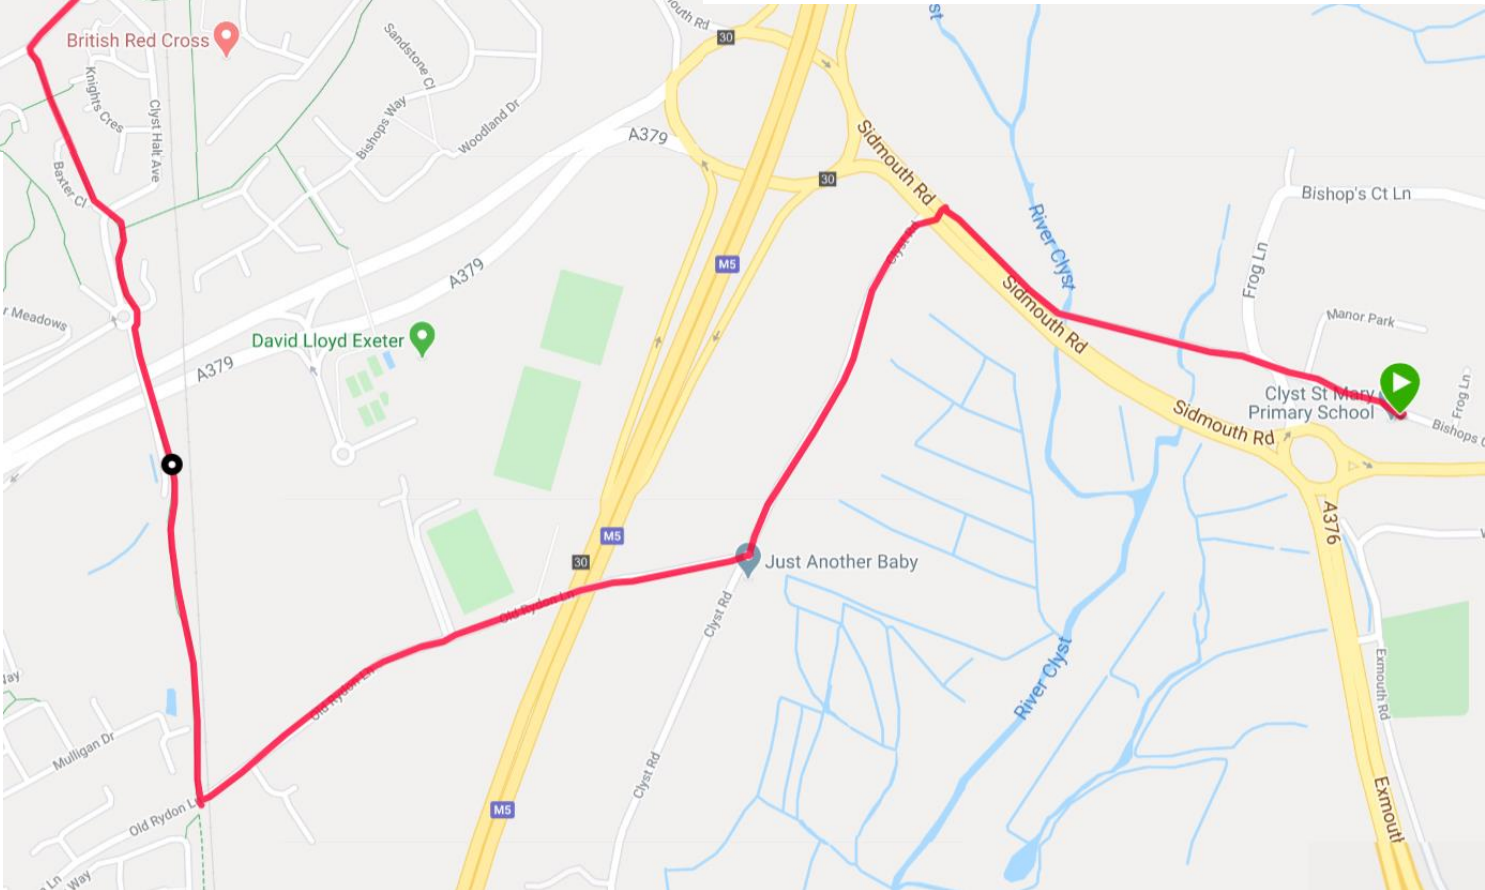 30
British Red Cross
Sandstone Cl
Knights Cres
Clyst Halt Ave
Bishops Way
Woodland Dr
A379
Sidmouth Rd
Baxter Cl
30
Bishop's Ct Ln
River Clyst
Clyst Rd
Frog Ln
M5
A379
Sidmouth Rd
r Meadows
Manor Park
David Lloyd Exeter
A379
Clyst St Mary
Primary School
Frog Ln
Sidmouth Rd
Bishops
A376
M5
30
Just Another Baby
Old Rydon Ln
Clyst Rd
River Clyst
Exmouth Rd
Old Rydon Ln
Mulligan Dr
Clyst Rd
M5
Old Rydon Ln
Exmouth
Ln
Way